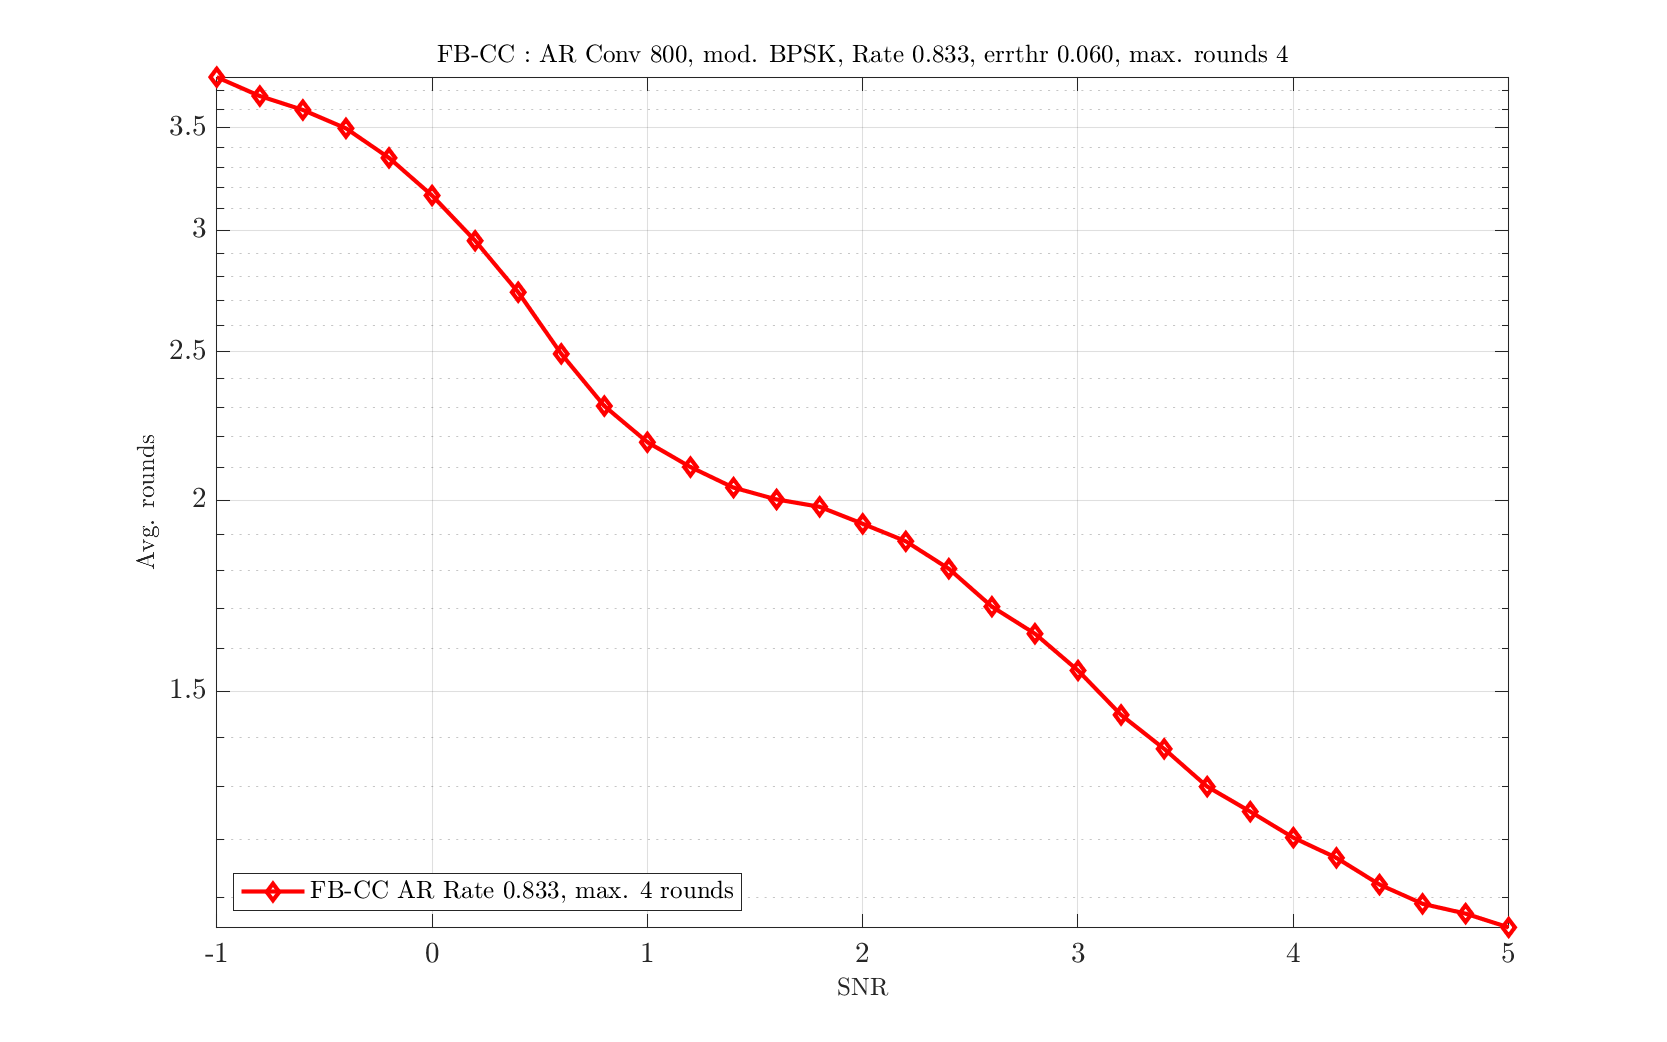 FB-CC : AR Conv 800, mod. BPSK, Rate 0.833, errthr 0.060, max. rounds 4
3.5
3
2.5
2
1.5
Avg. rounds
FB-CC AR Rate 0.833, max. 4 rounds
-1 0 1 2 3 4 5
SNR